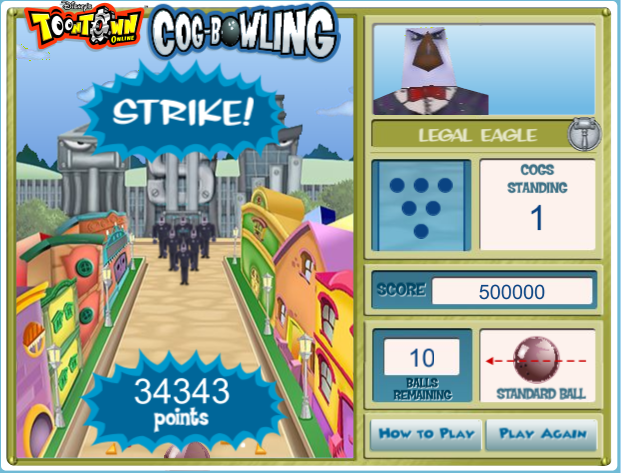 Disney's
TOONTOWN
ONLINE
COG-BOWLING
STRIKE!
LEGAL EAGLE
COGS
STANDING
1
SCORE 500000
10
BALLS
REMAINING
STANDARD BALL
34343
points
HOW TO PLAY
PLAY AGAIN